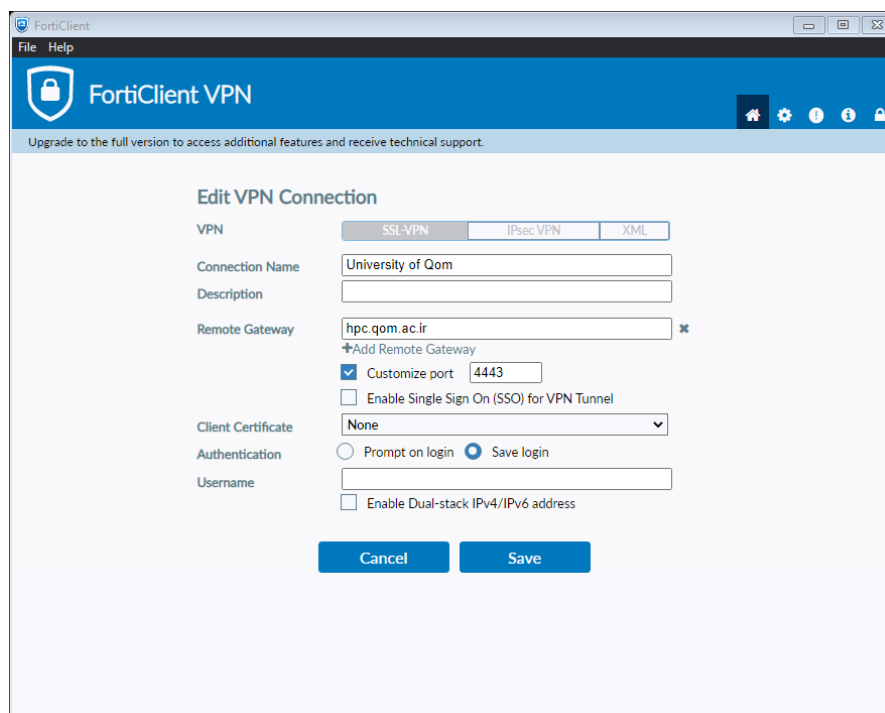 FortiClient
File Help
FortiClient VPN
Upgrade to the full version to access additional features and receive technical support.
Edit VPN Connection
VPN SSL-VPN IPsec VPN XML
Connection Name University of Qom
Description
Remote Gateway hpc.qom.ac.ir
+Add Remote Gateway
Customize port 4443
Enable Single Sign On (SSO) for VPN Tunnel
Client Certificate None
Authentication Prompt on login Save login
Username
Enable Dual-stack IPv4/IPv6 address
Cancel Save